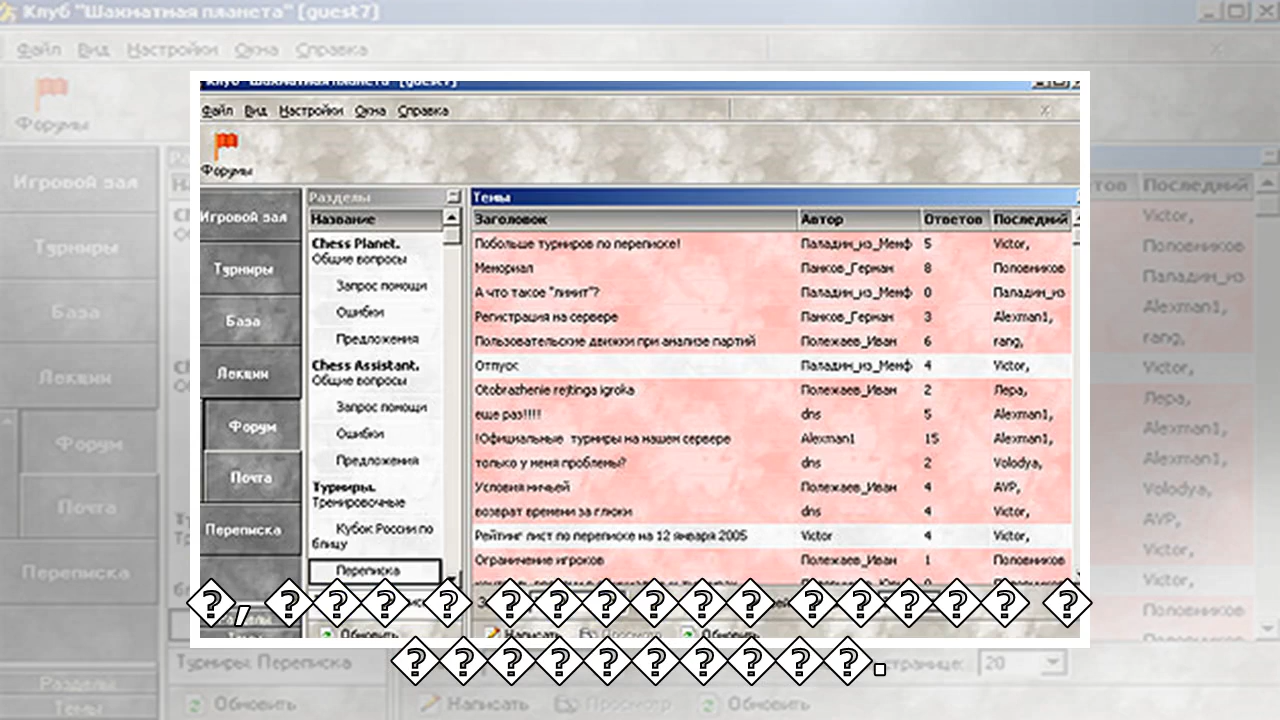 Клуб "Шахматная планета" [guest7]
Файл Вид Настройки Окна Справка
Форумы
Игровой зал
Турниры
База
Лекции
Форум
Почта
Переписка
Разделы
Название
Chess Planet.
Общие вопросы
Запрос помощи
Ошибки
Предложения
Chess Assistant.
Общие вопросы
Запрос помощи
Ошибки
Предложения
Турниры.
Тренировочные
Кубок России по
блицу
Переписка
Темы
Заголовок Автор Ответов Последний
Побольше турниров по переписке! Паладин_из_Менф 5 Victor,
Мемориал Панков_Герман 8 Половников
А что такое "лимит"? Паладин_из_Менф 0 Паладин_из
Регистрация на сервере Панков_Герман 3 Alexman1,
Пользовательские движки при анализе партий Полежаев_Иван 6 rang,
Отпуск Паладин_из_Менф 4 Victor,
Otobrazhenie rejtinga igroka Полежаев_Иван 2 Лера,
еще раз!!!! dns 5 Alexman1,
!Официальные турниры на нашем сервере Alexman1 15 Alexman1,
только у меня проблемы? dns 2 Volodya,
Условия ничьей Полежаев_Иван 4 AVP,
возврат времени за глюки dns 4 Victor,
Рейтинг лист по переписке на 12 января 2005 Victor 4 Victor,
Ограничение игроков Полежаев_Иван 1 Половников
Обновить
Написать Просмотр Обновить
Турниры: Переписка
странице: 20
Разделы
Темы
Обновить
Написать Просмотр Обновить